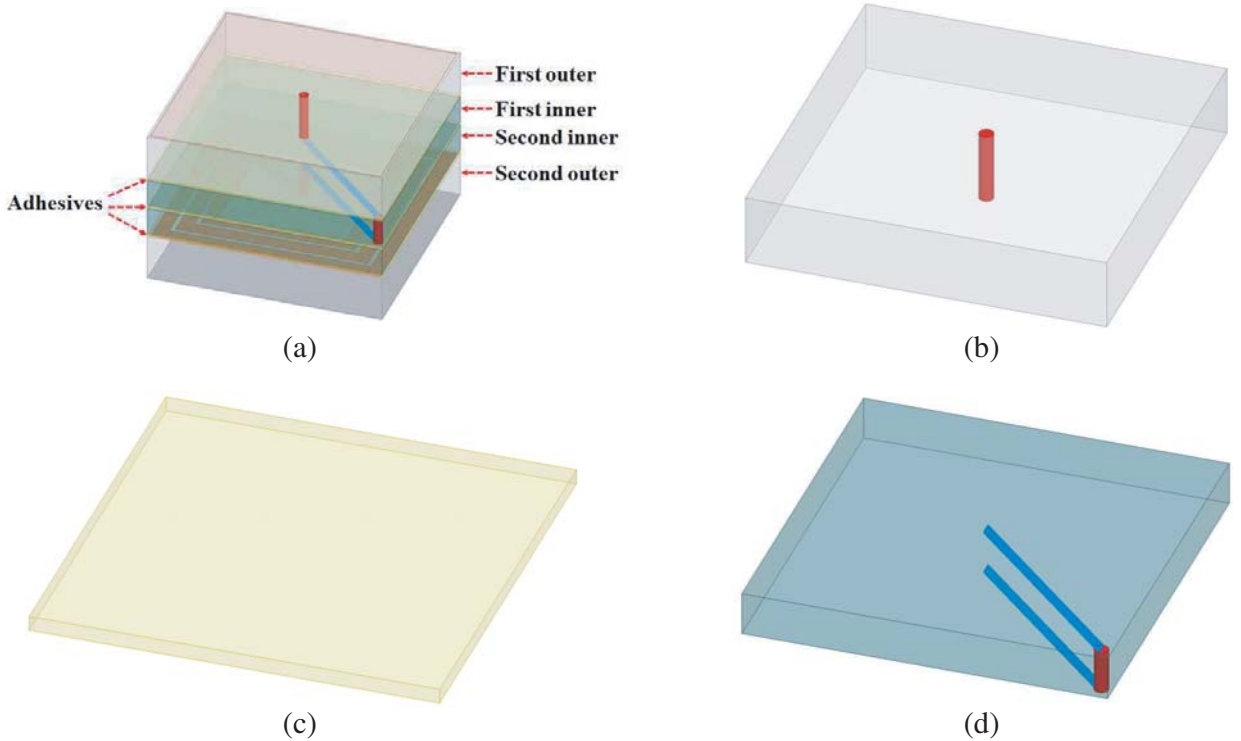 First outer
First inner
Second inner
Second outer
Adhesives
(a)
(b)
(c)
(d)